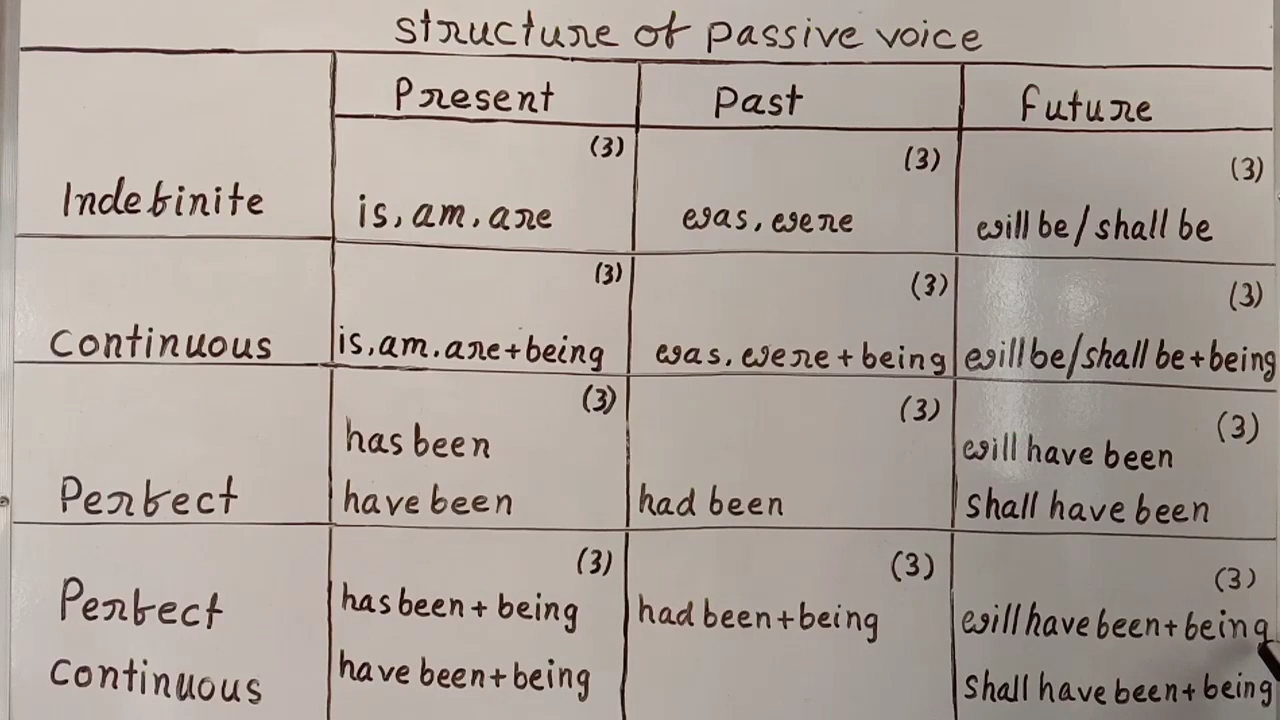 structure of passive voice
Present Past Future
(3) (3) (3)
Indefinite is, am, are was, were will be/shall be
(3) (3) (3)
Continuous is, am, are+being was, were + being will be/shall be+being
(3) (3) (3)
has been will have been
Perfect have been had been shall have been
(3) (3) (3)
Perfect has been + being had been+being will have been+being
Continuous have been+being shall have been+being